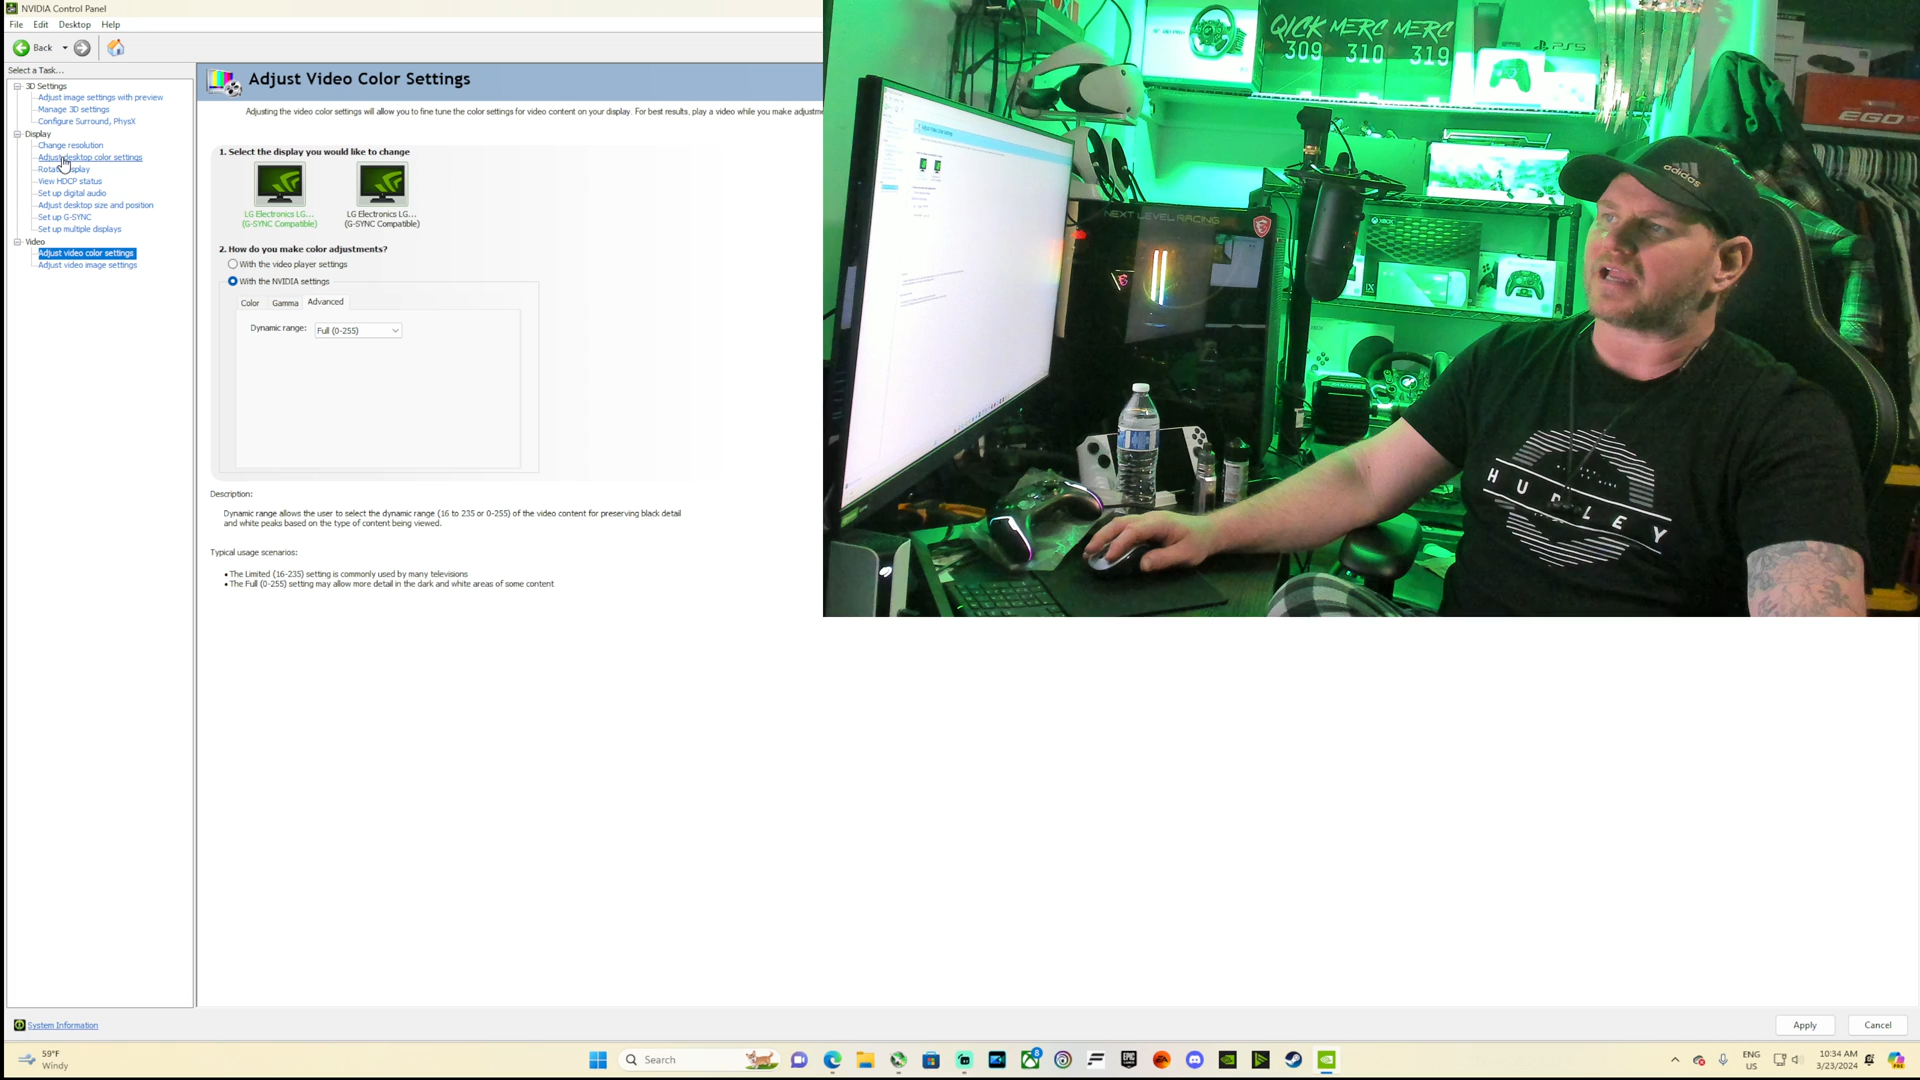 NVIDIA Control Panel
File Edit Desktop Help
Back
Select a Task...
3D Settings
Adjust image settings with preview
Manage 3D settings
Configure Surround, PhysX
Display
Change resolution
Adjust desktop color settings
View HDCP status
Set up digital audio
Adjust desktop size and position
Set up G-SYNC
Set up multiple displays
Video
Adjust video color settings
Adjust video image settings
Adjust Video Color Settings
Adjusting the video color settings will allow you to fine tune the color settings for video content on your display. For best results, play a video while you make
1. Select the display you would like to change
LG Electronics LG... LG Electronics LG...
(G-SYNC Compatible) (G-SYNC Compatible)
2. How do you make color adjustments?
With the video player settings
With the NVIDIA settings
Color Gamma Advanced
Dynamic range: Full (0-255)
Description:
Dynamic range allows the user to select the dynamic range (16 to 235 or 0-255) of the video content for preserving black detail
and white peaks based on the type of content being viewed.
Typical usage scenarios:
• The Limited (16-235) setting is commonly used by many televisions
• The Full (0-255) setting may allow more detail in the dark and white areas of some content
QICK MERC MERC
309 310 319
PS5
EGO
NEXT LEVEL RACING
XBOX
adidas
HURLEY
System Information
Apply Cancel
59°F
Windy
Search
8
EPIC
ENG
US
10:34 AM
3/23/2024